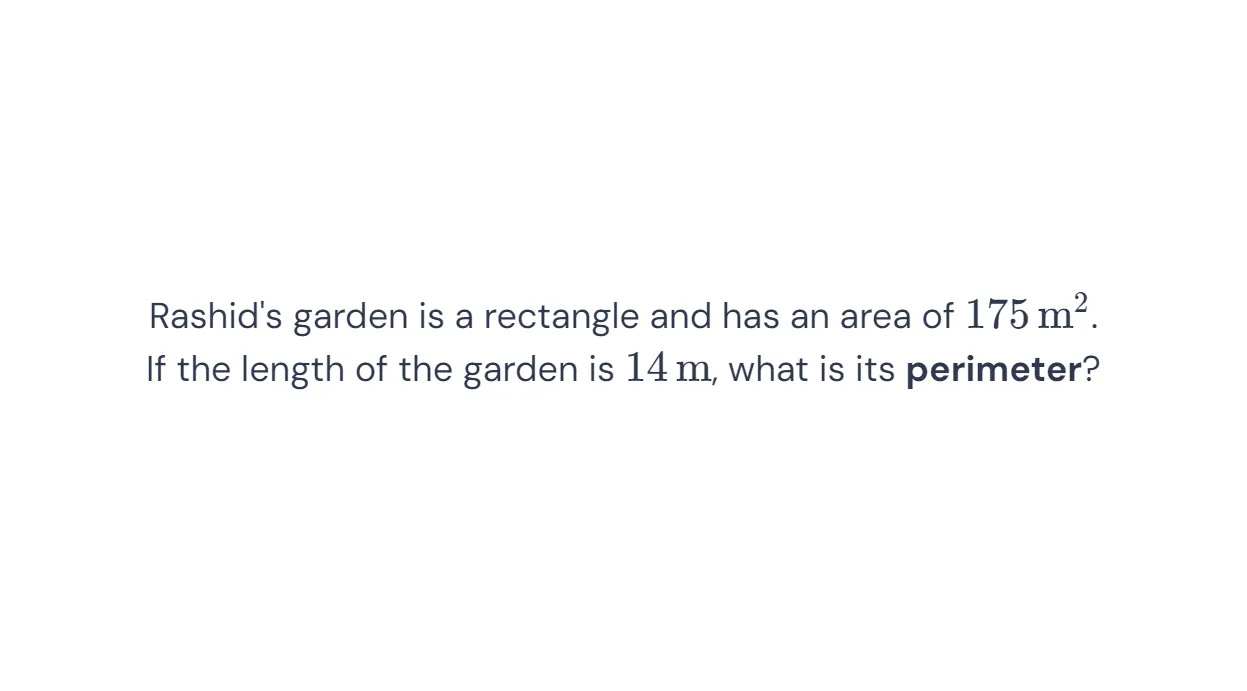 Rashid's garden is a rectangle and has an area of 175 m².
If the length of the garden is 14 m, what is its perimeter?